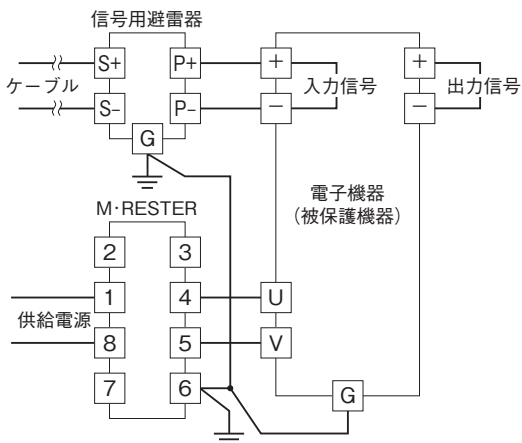 信号用避雷器
S+ P+ + +
ケーブル 入力信号 出力信号
S− P− − −
G
電子機器
(被保護機器)
M･RESTER
2 3
1 4 U
供給電源
8 5 V
7 6 G